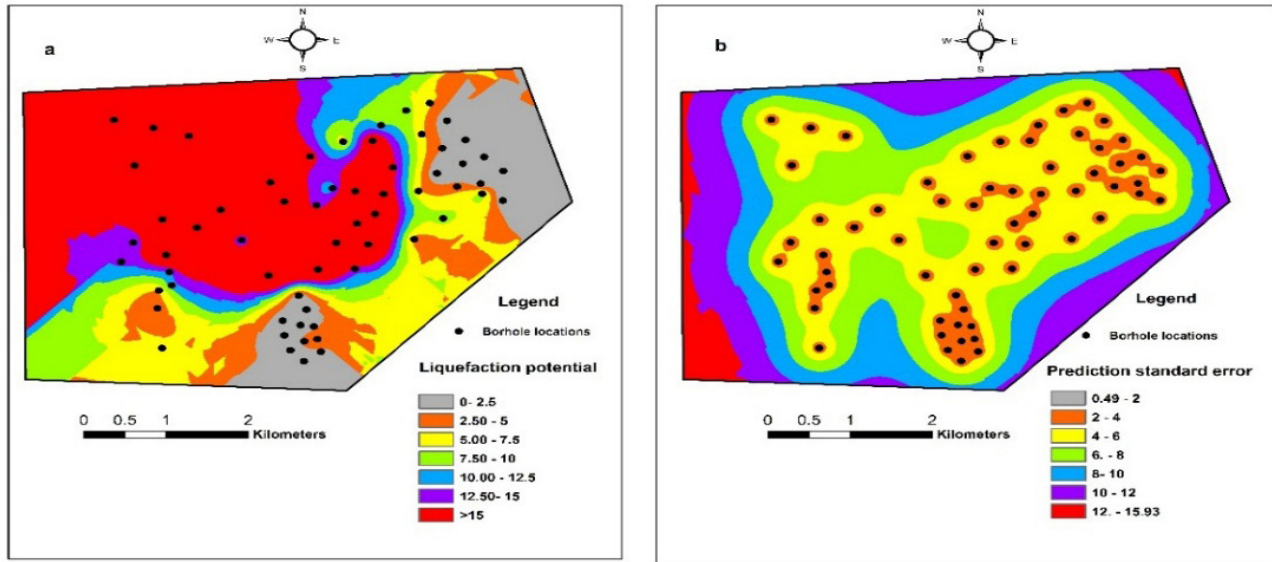 a
N
W E
S
Legend
Borhole locations
Liquefaction potential
0- 2.5
2.50 - 5
5.00 - 7.5
7.50 - 10
10.00 - 12.5
12.50- 15
>15
0 0.5 1 2
Kilometers
b
N
W E
S
Legend
Borhole locations
Prediction standard error
0.49 - 2
2 - 4
4 - 6
6. - 8
8- 10
10 - 12
12. - 15.93
0 0.5 1 2
Kilometers